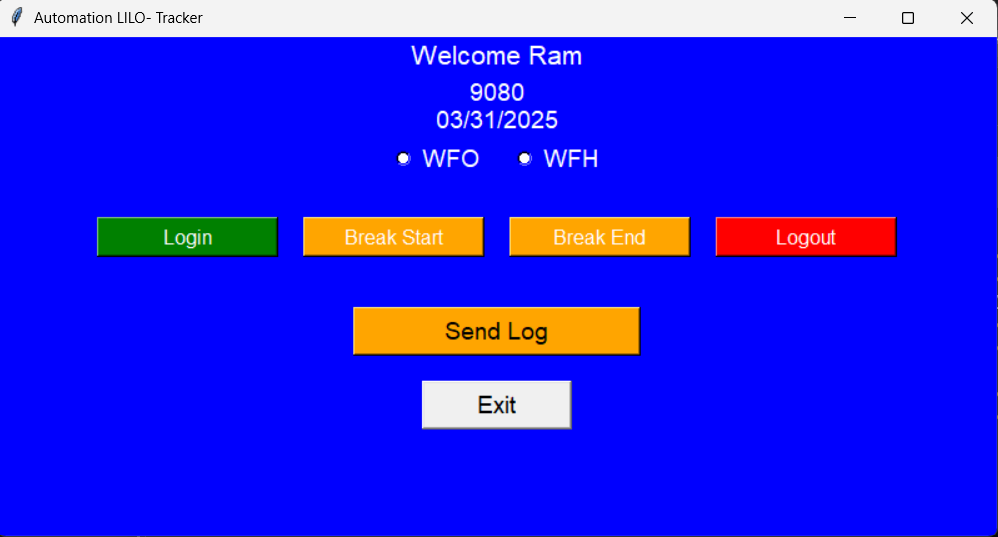 Automation LILO- Tracker
Welcome Ram
9080
03/31/2025
WFO WFH
Login Break Start Break End Logout
Send Log
Exit